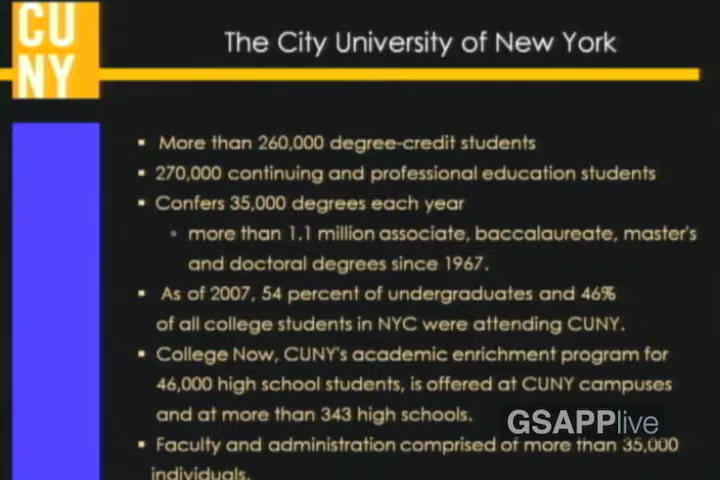 CU
NY
The City University of New York
▪ More than 260,000 degree-credit students
▪ 270,000 continuing and professional education students
▪ Confers 35,000 degrees each year
▫ more than 1.1 million associate, baccalaureate, master's
and doctoral degrees since 1967.
▪ As of 2007, 54 percent of undergraduates and 46%
of all college students in NYC were attending CUNY.
▪ College Now, CUNY's academic enrichment program for
46,000 high school students, is offered at CUNY campuses
and at more than 343 high schools.
GSAPPlive
▪ Faculty and administration comprised of more than 35,000
individuals.